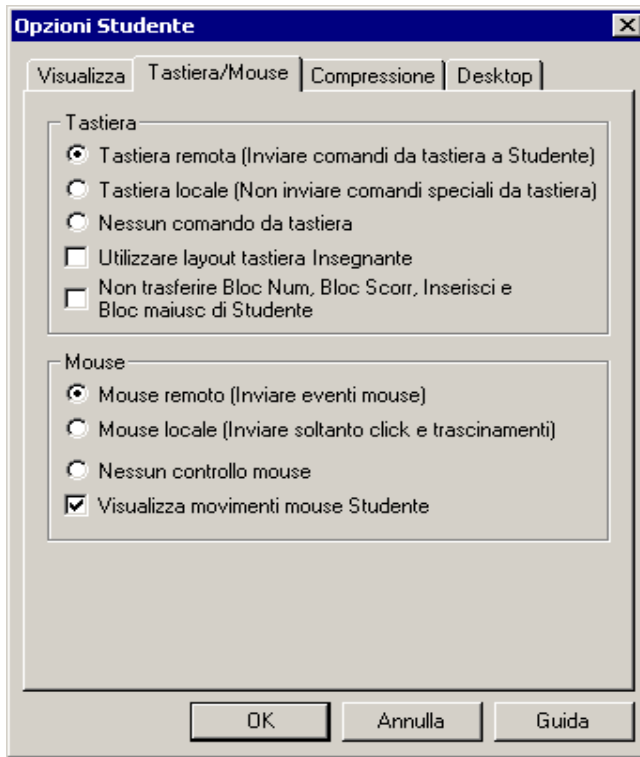 Opzioni Studente
Visualizza Tastiera/Mouse Compressione Desktop
Tastiera
Tastiera remota (Inviare comandi da tastiera a Studente)
Tastiera locale (Non inviare comandi speciali da tastiera)
Nessun comando da tastiera
Utilizzare layout tastiera Insegnante
Non trasferire Bloc Num, Bloc Scorr, Inserisci e
Bloc maiusc di Studente
Mouse
Mouse remoto (Inviare eventi mouse)
Mouse locale (Inviare soltanto click e trascinamenti)
Nessun controllo mouse
Visualizza movimenti mouse Studente
OK Annulla Guida